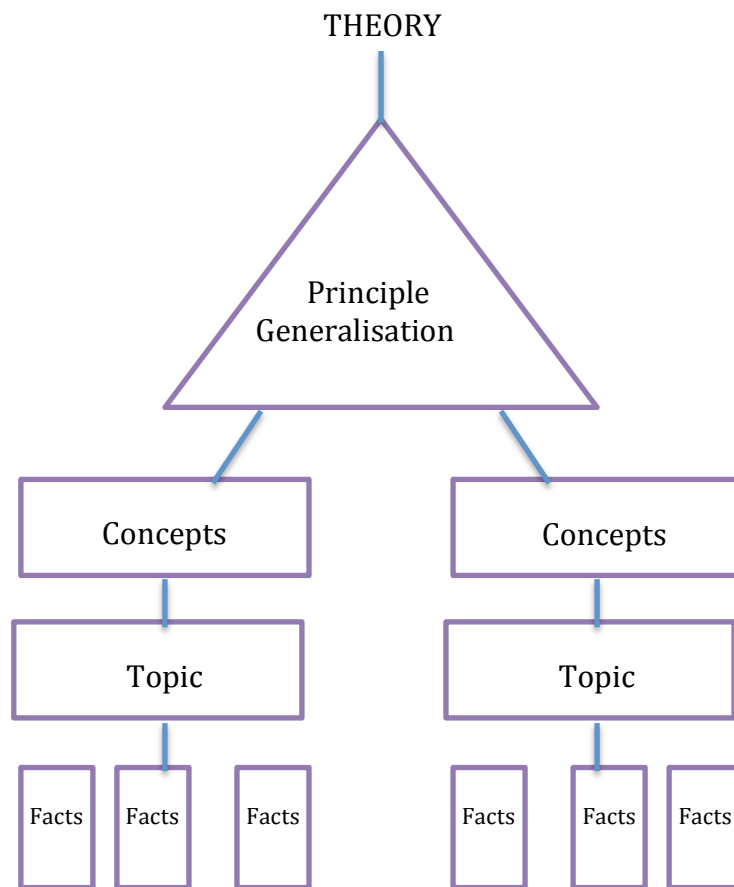 THEORY
Principle
Generalisation
Concepts
Concepts
Topic
Topic
Facts
Facts
Facts
Facts
Facts
Facts